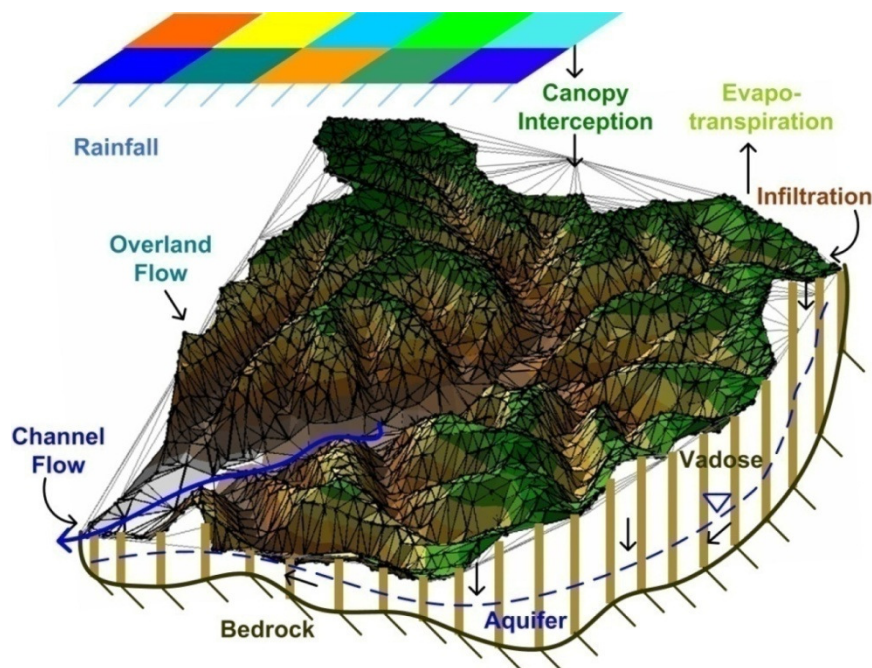 Canopy
Interception
Evapo-
transpiration
Rainfall
Infiltration
Overland
Flow
Channel
Flow
Vadose
Aquifer
Bedrock